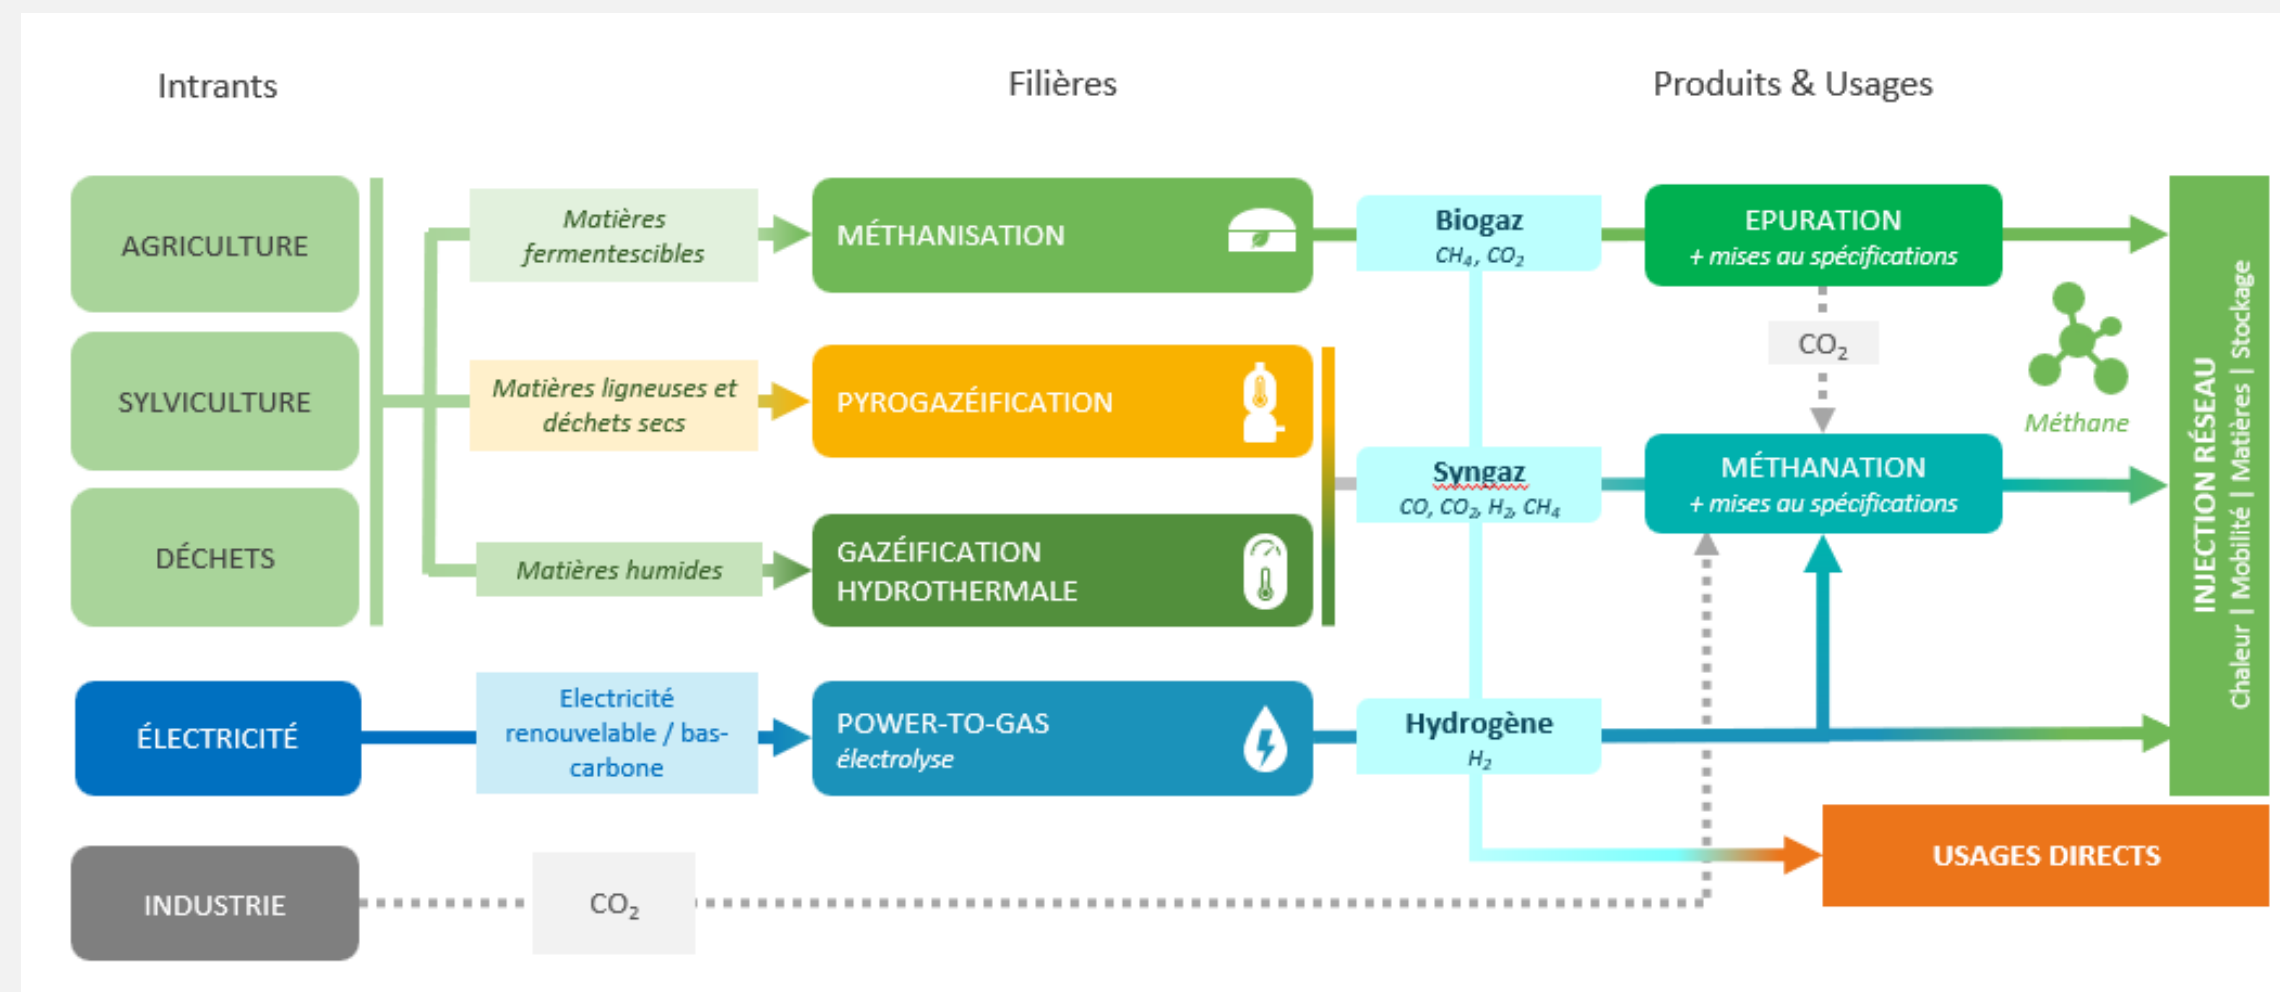 Intrants
Filières
Produits & Usages
AGRICULTURE
SYLVICULTURE
DÉCHETS
ÉLECTRICITÉ
INDUSTRIE
Matières
fermentescibles
Matières ligneuses et
déchets secs
Matières humides
Electricité
renouvelable / bas-
carbone
CO₂
MÉTHANISATION
PYROGAZÉIFICATION
GAZÉIFICATION
HYDROTHERMALE
POWER-TO-GAS
électrolyse
Biogaz
CH₄, CO₂
Syngaz
CO, CO₂, H₂, CH₄
Hydrogène
H₂
EPURATION
+ mises au spécifications
CO₂
MÉTHANATION
+ mises au spécifications
Méthane
INJECTION RÉSEAU
Chaleur | Mobilité | Matières | Stockage
USAGES DIRECTS